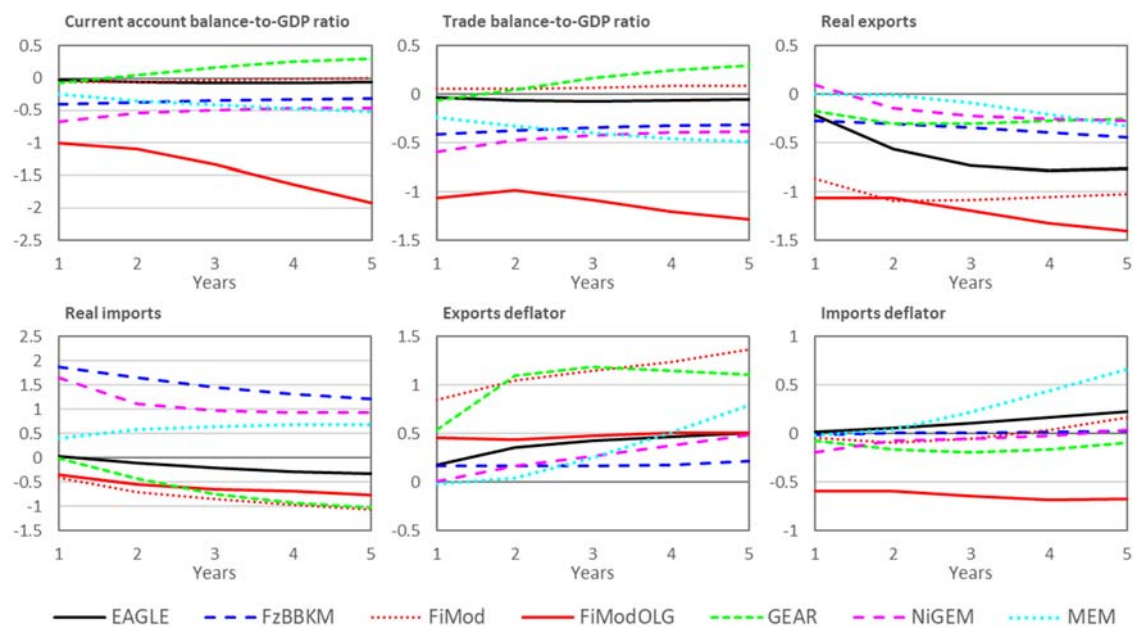 Current account balance-to-GDP ratio
0.5
0
-0.5
-1
-1.5
-2
-2.5
1 2 3 4 5
Years
Trade balance-to-GDP ratio
0.5
0
-0.5
-1
-1.5
1 2 3 4 5
Years
Real exports
0.5
0
-0.5
-1
-1.5
1 2 3 4 5
Years
Real imports
2.5
2
1.5
1
0.5
0
-0.5
-1
-1.5
1 2 3 4 5
Years
Exports deflator
1.5
1
0.5
0
-0.5
1 2 3 4 5
Years
Imports deflator
1
0.5
0
-0.5
-1
1 2 3 4 5
Years
EAGLE FzBBKM FiMod FiModOLG GEAR NiGEM MEM